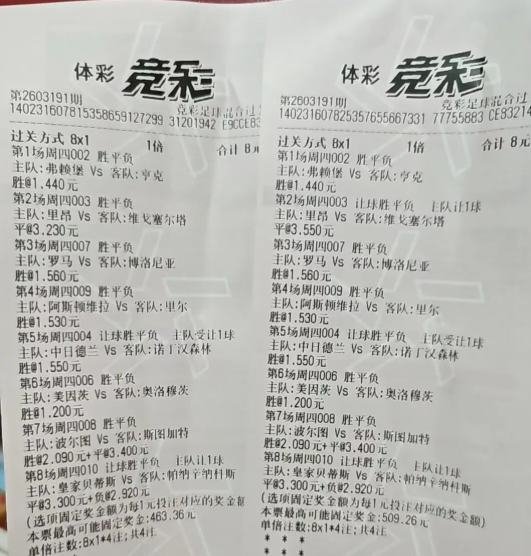 体彩 竞彩
第2603191期 竞彩足球混合过
140231607815358659127299 31201942 E9CCE83
过关方式 8x1 1倍 合计 8元
第1场周四002 胜平负
主队:弗赖堡 Vs 客队:亨克
胜@1.440元
第2场周四003 胜平负
主队:里昂 Vs 客队:维戈塞尔塔
平@3.230元
第3场周四007 胜平负
主队:罗马 Vs 客队:博洛尼亚
胜@1.560元
第4场周四009 胜平负
主队:阿斯顿维拉 Vs 客队:里尔
胜@1.530元
第5场周四004 让球胜平负 主队受让1球
主队:中日德兰 Vs 客队:诺丁汉森林
胜@1.550元
第6场周四006 胜平负
主队:美因茨 Vs 客队:奥洛穆茨
胜@1.200元
第7场周四008 胜平负
主队:波尔图 Vs 客队:斯图加特
胜@2.090元+平@3.400元
第8场周四010 让球胜平负 主队让1球
主队:皇家贝蒂斯 Vs 客队:帕纳辛纳科斯
平@3.300元+负@2.920元
(选项固定奖金额为每1元投注对应的奖金额)
本票最高可能固定奖金:463.36元
单倍注数:8x1*4注;共4注
体彩 竞彩
第2603191期 竞彩足球混合过
140231607825357655667331 77755883 CE83214
过关方式 8x1 1倍 合计 8元
第1场周四002 胜平负
主队:弗赖堡 Vs 客队:亨克
胜@1.440元
第2场周四003 让球胜平负 主队让1球
主队:里昂 Vs 客队:维戈塞尔塔
平@3.550元
第3场周四007 胜平负
主队:罗马 Vs 客队:博洛尼亚
胜@1.560元
第4场周四009 胜平负
主队:阿斯顿维拉 Vs 客队:里尔
胜@1.530元
第5场周四004 让球胜平负 主队受让1球
主队:中日德兰 Vs 客队:诺丁汉森林
胜@1.550元
第6场周四006 胜平负
主队:美因茨 Vs 客队:奥洛穆茨
胜@1.200元
第7场周四008 胜平负
主队:波尔图 Vs 客队:斯图加特
胜@2.090元+平@3.400元
第8场周四010 让球胜平负 主队让1球
主队:皇家贝蒂斯 Vs 客队:帕纳辛纳科斯
平@3.300元+负@2.920元
(选项固定奖金额为每1元投注对应的奖金额)
本票最高可能固定奖金:509.26元
单倍注数:8x1*4注;共4注
* * *
* * *